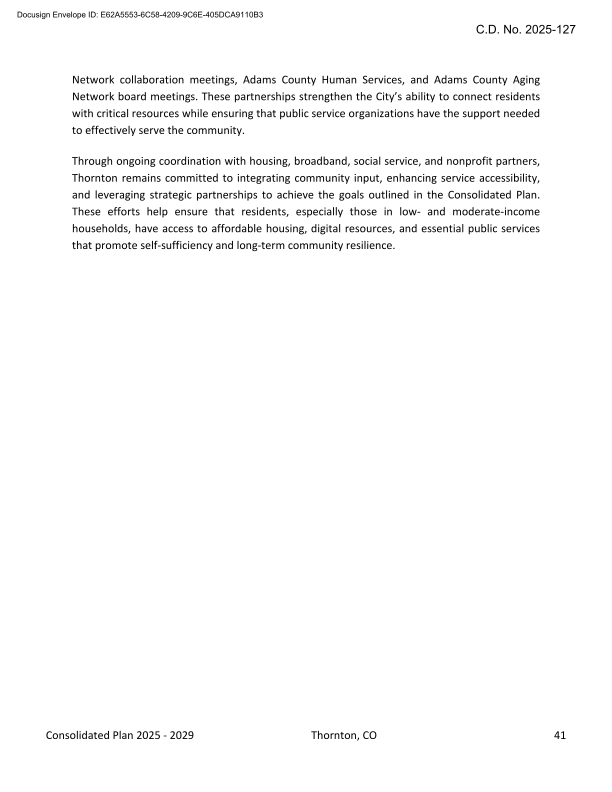 Docusign Envelope ID: E62A5553-6C58-4209-9C6E-405DCA9110B3
C.D. No. 2025-127
Network collaboration meetings, Adams County Human Services, and Adams County Aging
Network board meetings. These partnerships strengthen the City’s ability to connect residents
with critical resources while ensuring that public service organizations have the support needed
to effectively serve the community.
Through ongoing coordination with housing, broadband, social service, and nonprofit partners,
Thornton remains committed to integrating community input, enhancing service accessibility,
and leveraging strategic partnerships to achieve the goals outlined in the Consolidated Plan.
These efforts help ensure that residents, especially those in low- and moderate-income
households, have access to affordable housing, digital resources, and essential public services
that promote self-sufficiency and long-term community resilience.
Consolidated Plan 2025 - 2029 Thornton, CO 41